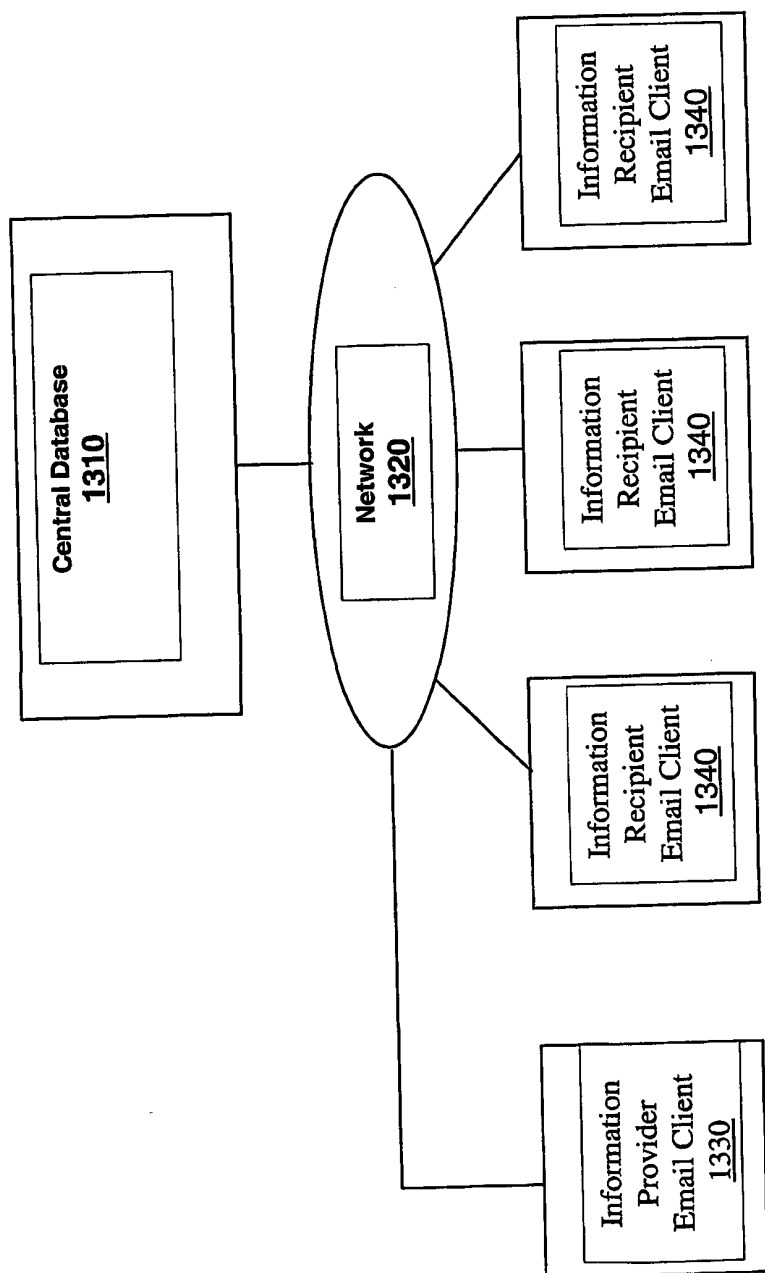 Central Database
1310
Network
1320
Information
Provider
Email Client
1330
Information
Recipient
Email Client
1340
Information
Recipient
Email Client
1340
Information
Recipient
Email Client
1340